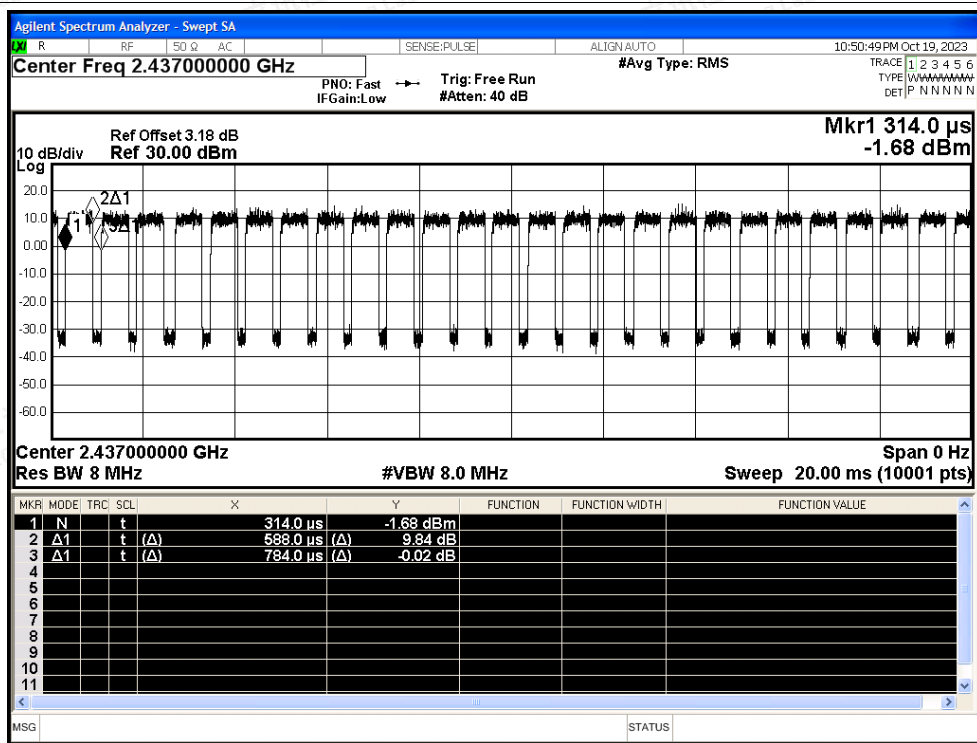 Agilent Spectrum Analyzer - Swept SA
LXI R RF 50 Ω AC SENSE:PULSE ALIGN AUTO 10:50:49 PM Oct 19, 2023
Center Freq 2.437000000 GHz #Avg Type: RMS TRACE 1 2 3 4 5 6
PNO: Fast Trig: Free Run TYPE WWWWWW
IFGain:Low #Atten: 40 dB DET P N N N N N
Ref Offset 3.18 dB Mkr1 314.0 µs
10 dB/div Ref 30.00 dBm -1.68 dBm
Log
20.0
2Δ1
10.0
1 3Δ1
0.00
-10.0
-20.0
-30.0
-40.0
-50.0
-60.0
Center 2.437000000 GHz Span 0 Hz
Res BW 8 MHz #VBW 8.0 MHz Sweep 20.00 ms (10001 pts)
MKR MODE TRC SCL X Y FUNCTION FUNCTION WIDTH FUNCTION VALUE
1 N t 314.0 µs -1.68 dBm
2 Δ1 t (Δ) 588.0 µs (Δ) 9.84 dB
3 Δ1 t (Δ) 784.0 µs (Δ) -0.02 dB
4
5
6
7
8
9
10
11
MSG STATUS